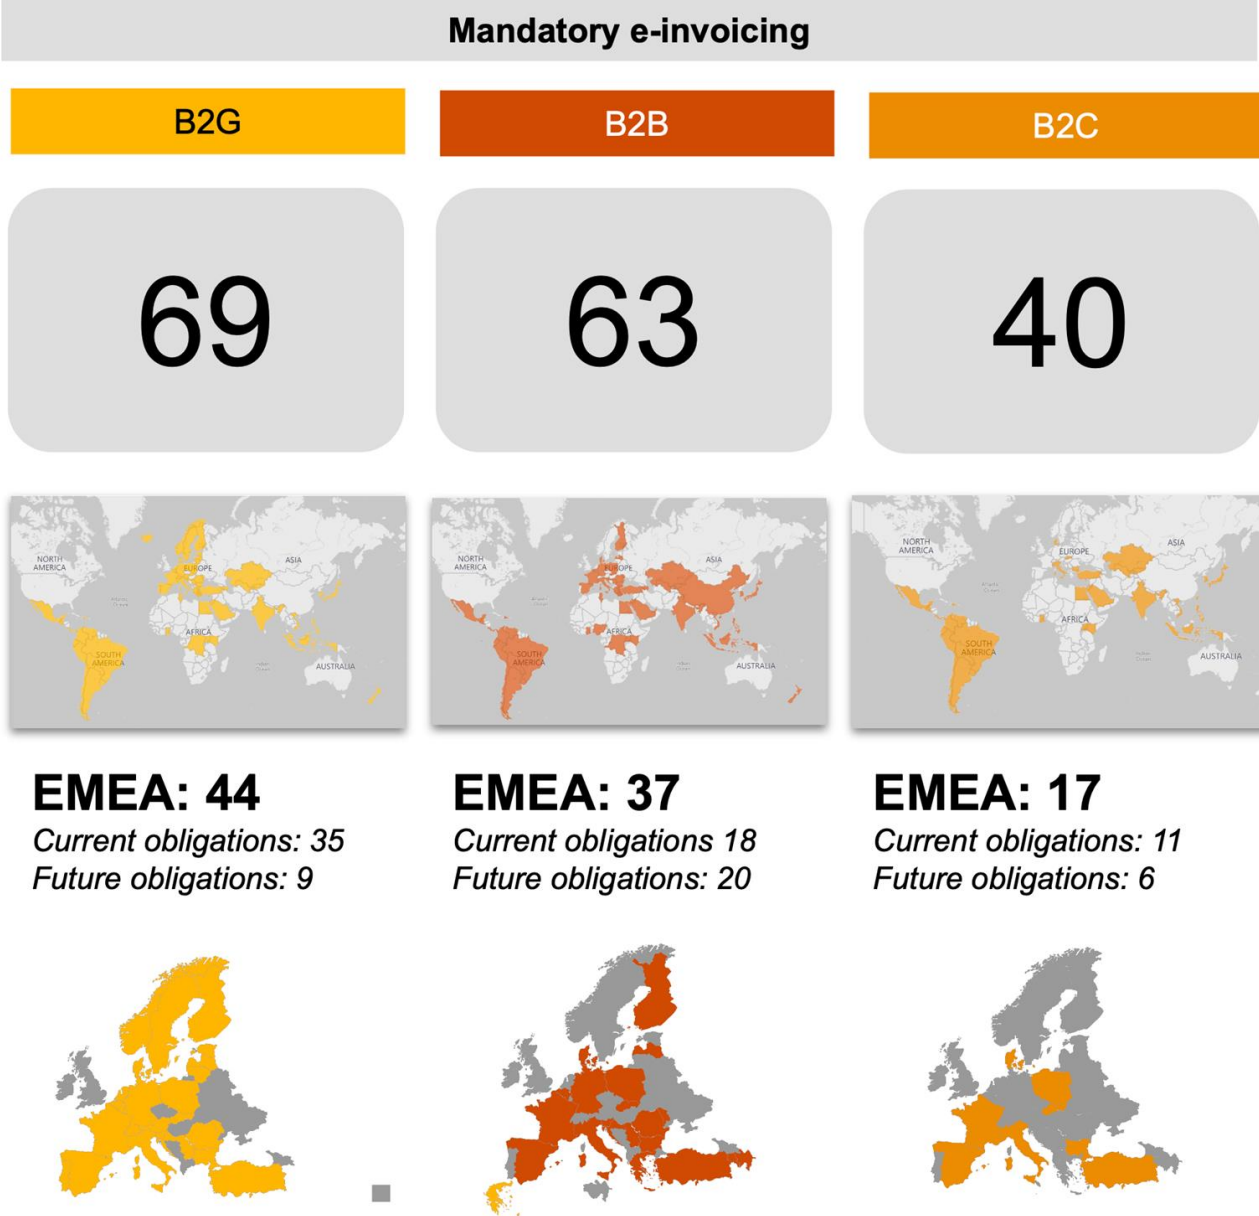 Mandatory e-invoicing
B2G
B2B
B2C
69
63
40
NORTH
AMERICA
EUROPE
ASIA
AFRICA
SOUTH
AMERICA
AUSTRALIA
NORTH
AMERICA
EUROPE
ASIA
AFRICA
SOUTH
AMERICA
AUSTRALIA
NORTH
AMERICA
EUROPE
ASIA
AFRICA
SOUTH
AMERICA
AUSTRALIA
EMEA: 44
Current obligations: 35
Future obligations: 9
EMEA: 37
Current obligations 18
Future obligations: 20
EMEA: 17
Current obligations: 11
Future obligations: 6